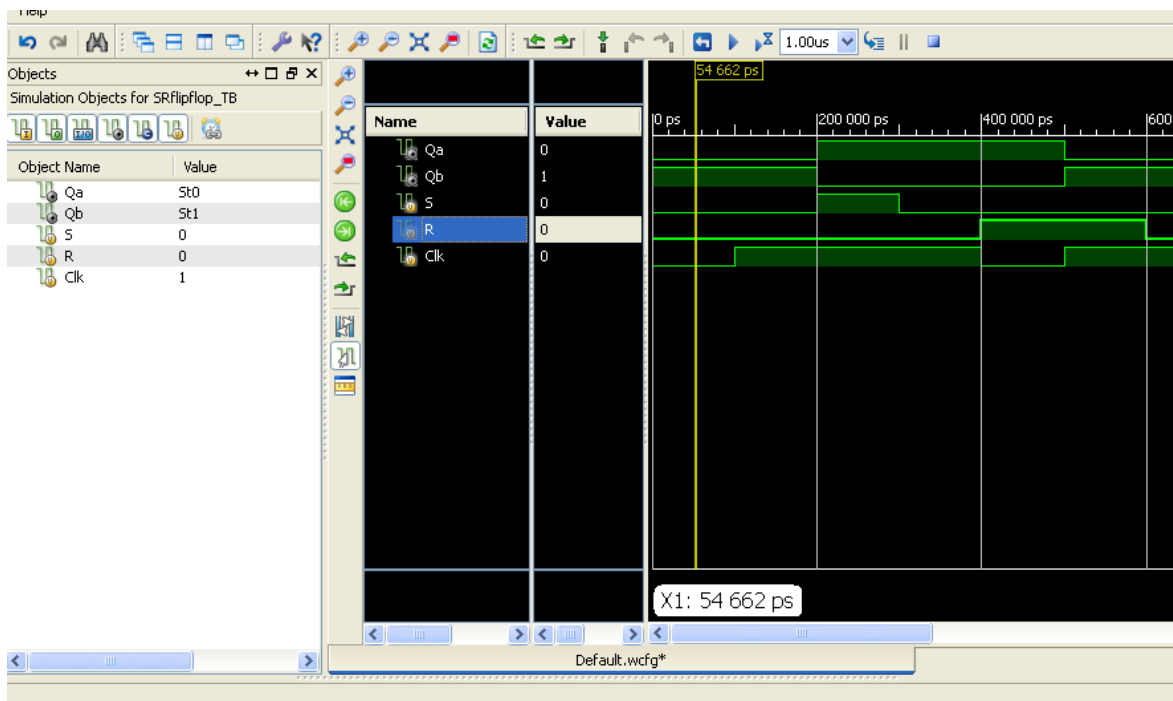 Help
1.00us
Objects
Simulation Objects for SRflipflop_TB
Object Name Value
Qa St0
Qb St1
S 0
R 0
Clk 1
Name Value
Qa 0
Qb 1
S 0
R 0
Clk 0
54 662 ps
0 ps 200 000 ps 400 000 ps 600
X1: 54 662 ps
Default.wcfg*